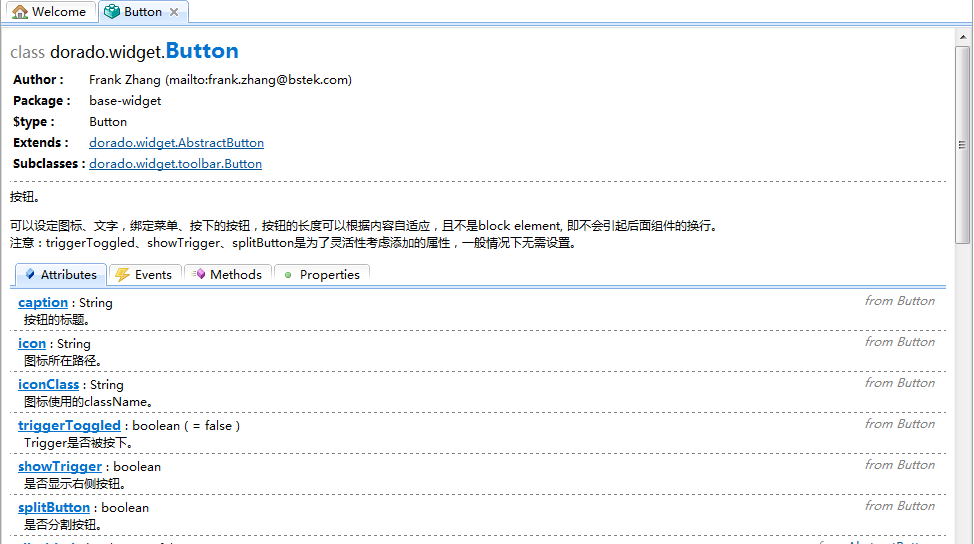 Welcome
Button
class dorado.widget.Button
Author : Frank Zhang (mailto:frank.zhang@bstek.com)
Package : base-widget
$type : Button
Extends : dorado.widget.AbstractButton
Subclasses : dorado.widget.toolbar.Button
按钮。
可以设定图标、文字，绑定菜单、按下的按钮，按钮的长度可以根据内容自适应，且不是block element, 即不会引起后面组件的换行。
注意：triggerToggled、showTrigger、splitButton是为了灵活性考虑添加的属性，一般情况下无需设置。
Attributes Events Methods Properties
caption : String from Button
按钮的标题。
icon : String from Button
图标所在路径。
iconClass : String from Button
图标使用的className。
triggerToggled : boolean ( = false ) from Button
Trigger是否被按下。
showTrigger : boolean from Button
是否显示右侧按钮。
splitButton : boolean from Button
是否分割按钮。